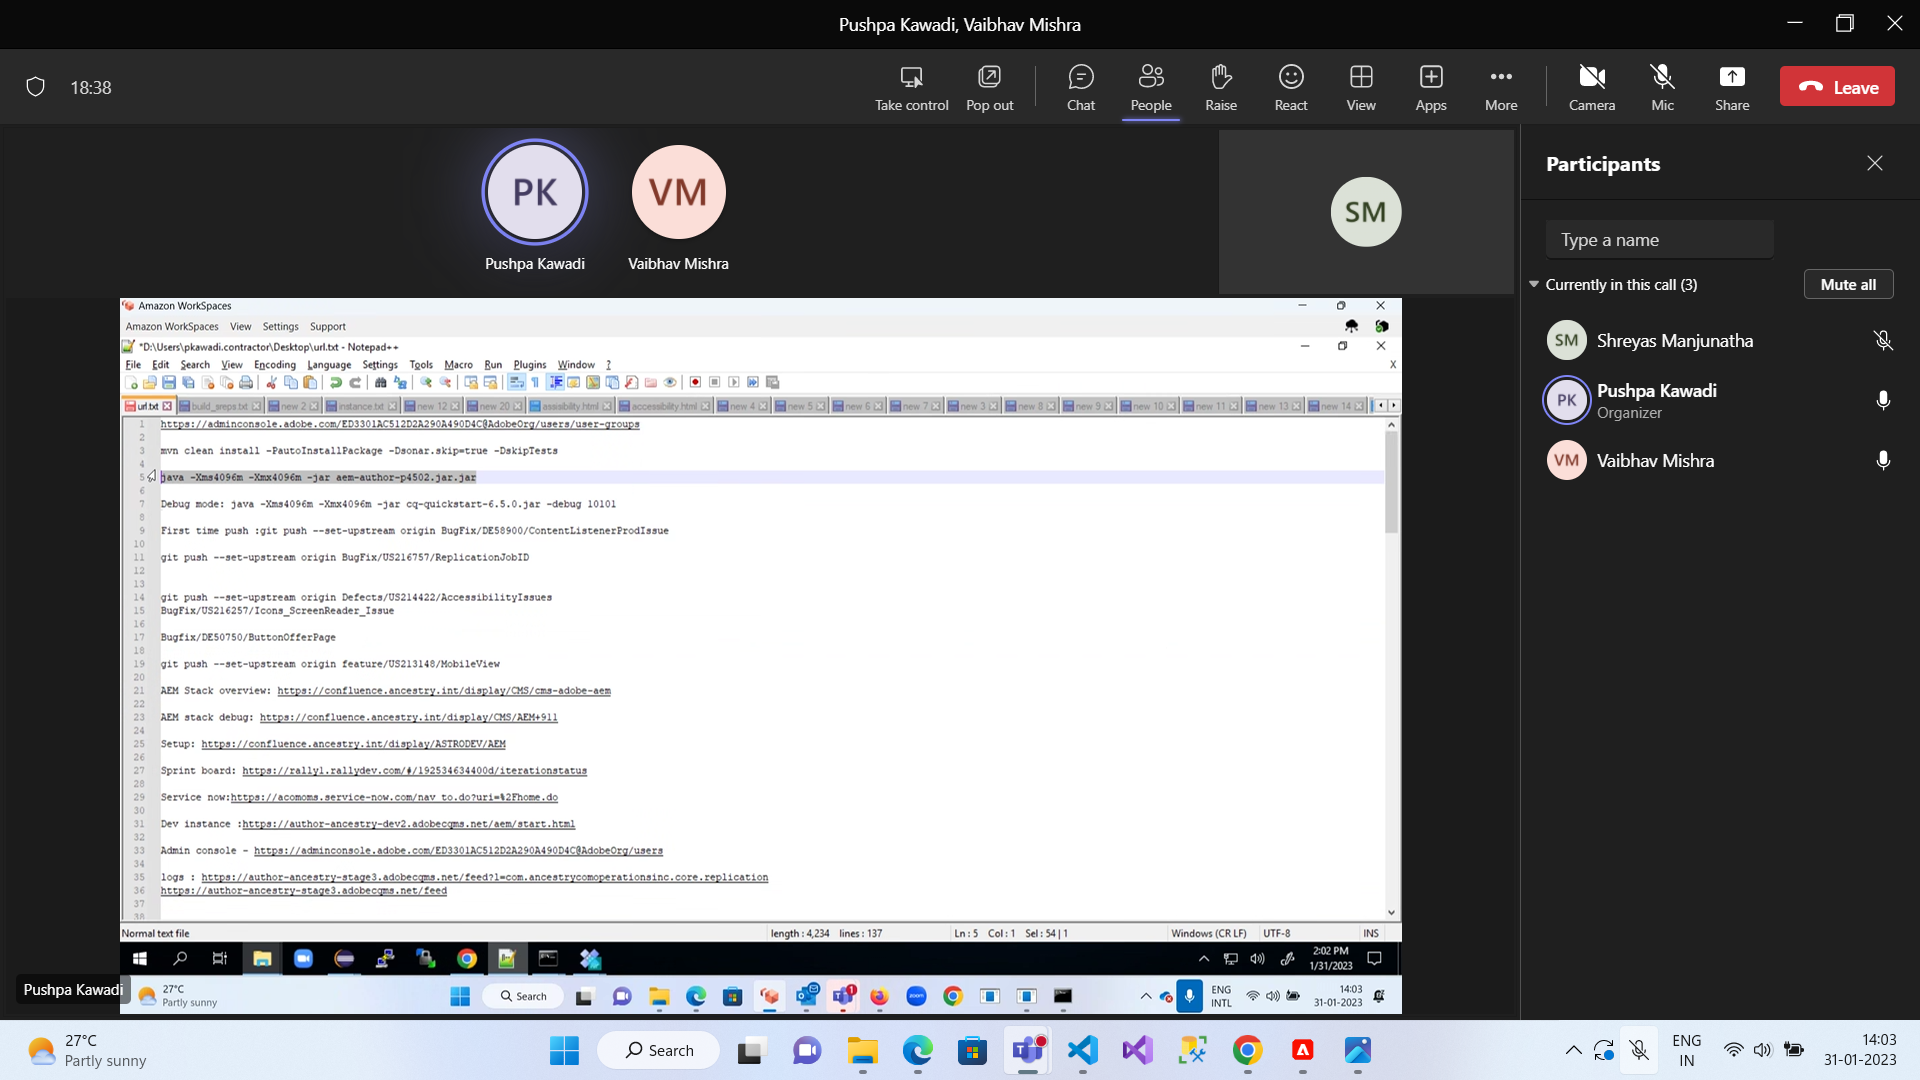 Pushpa Kawadi, Vaibhav Mishra
18:38
Take control
Pop out
Chat
People
Raise
React
View
Apps
More
Camera
Mic
Share
Leave
PK
Pushpa Kawadi
VM
Vaibhav Mishra
SM
Participants
Type a name
Currently in this call (3)
Mute all
SM Shreyas Manjunatha
PK Pushpa Kawadi
Organizer
VM Vaibhav Mishra
Amazon WorkSpaces
Amazon WorkSpaces View Settings Support
*D:\Users\pkawadi.contractor\Desktop\url.txt - Notepad++
File Edit Search View Encoding Language Settings Tools Macro Run Plugins Window ? X
url.txt build_sreps.txt new 2 instance.txt new 12 new 20 assisbility.html accessibility.html new 4 new 5 new 6 new 7 new 3 new 8 new 9 new 10 new 11 new 13 new 14
1 https://adminconsole.adobe.com/ED3301AC512D2A290A490D4C@AdobeOrg/users/user-groups
2
3 mvn clean install -PautoInstallPackage -Dsonar.skip=true -DskipTests
4
5 java -Xms4096m -Xmx4096m -jar aem-author-p4502.jar.jar
6
7 Debug mode: java -Xms4096m -Xmx4096m -jar cq-quickstart-6.5.0.jar -debug 10101
8
9 First time push :git push --set-upstream origin BugFix/DE58900/ContentListenerProdIssue
10
11 git push --set-upstream origin BugFix/US216757/ReplicationJobID
12
13
14 git push --set-upstream origin Defects/US214422/AccessibilityIssues
15 BugFix/US216257/Icons_ScreenReader_Issue
16
17 Bugfix/DE50750/ButtonOfferPage
18
19 git push --set-upstream origin feature/US213148/MobileView
20
21 AEM Stack overview: https://confluence.ancestry.int/display/CMS/cms-adobe-aem
22
23 AEM stack debug: https://confluence.ancestry.int/display/CMS/AEM+911
24
25 Setup: https://confluence.ancestry.int/display/ASTRODEV/AEM
26
27 Sprint board: https://rally1.rallydev.com/#/192534634400d/iterationstatus
28
29 Service now:https://acomoms.service-now.com/nav_to.do?uri=%2Fhome.do
30
31 Dev instance :https://author-ancestry-dev2.adobecqms.net/aem/start.html
32
33 Admin console - https://adminconsole.adobe.com/ED3301AC512D2A290A490D4C@AdobeOrg/users
34
35 logs : https://author-ancestry-stage3.adobecqms.net/feed?l=com.ancestrycomoperationsinc.core.replication
36 https://author-ancestry-stage3.adobecqms.net/feed
37
38
Normal text file length : 4,234 lines : 137 Ln : 5 Col : 1 Sel : 54 | 1 Windows (CR LF) UTF-8 INS
2:02 PM
1/31/2023
Pushpa Kawadi
27°C
Partly sunny
Search
ENG
INTL
14:03
31-01-2023
27°C
Partly sunny
Search
ENG
IN
14:03
31-01-2023